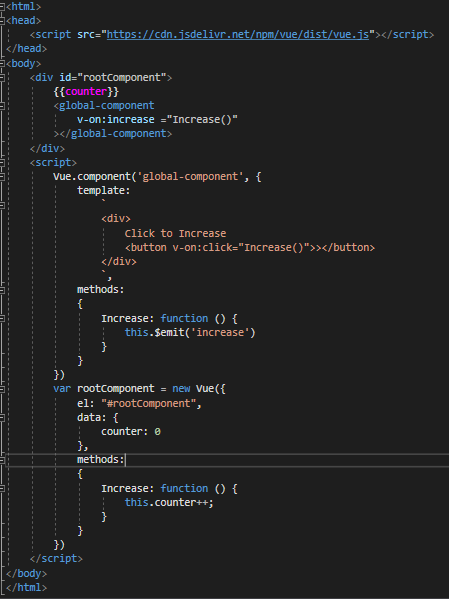 <html>
<head>
    <script src="https://cdn.jsdelivr.net/npm/vue/dist/vue.js"></script>
</head>
<body>
    <div id="rootComponent">
        {{counter}}
        <global-component
            v-on:increase ="Increase()"
        ></global-component>
    </div>
    <script>
        Vue.component('global-component', {
            template:
                `
                <div>
                    Click to Increase
                    <button v-on:click="Increase()">></button>
                </div>
                `,
            methods:
            {
                Increase: function () {
                    this.$emit('increase')
                }
            }
        })
        var rootComponent = new Vue({
            el: "#rootComponent",
            data: {
                counter: 0
            },
            methods:
            {
                Increase: function () {
                    this.counter++;
                }
            }
        })
    </script>
</body>
</html>